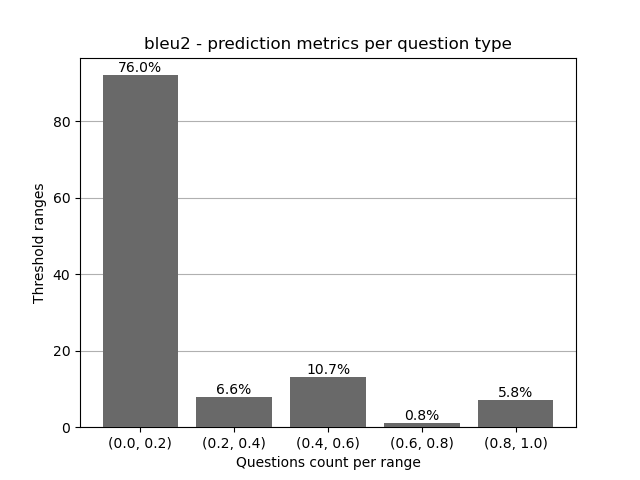 bleu2 - prediction metrics per question type
76.0%
80
60
Threshold ranges
40
20
10.7%
6.6%
5.8%
0.8%
0
(0.0, 0.2) (0.2, 0.4) (0.4, 0.6) (0.6, 0.8) (0.8, 1.0)
Questions count per range